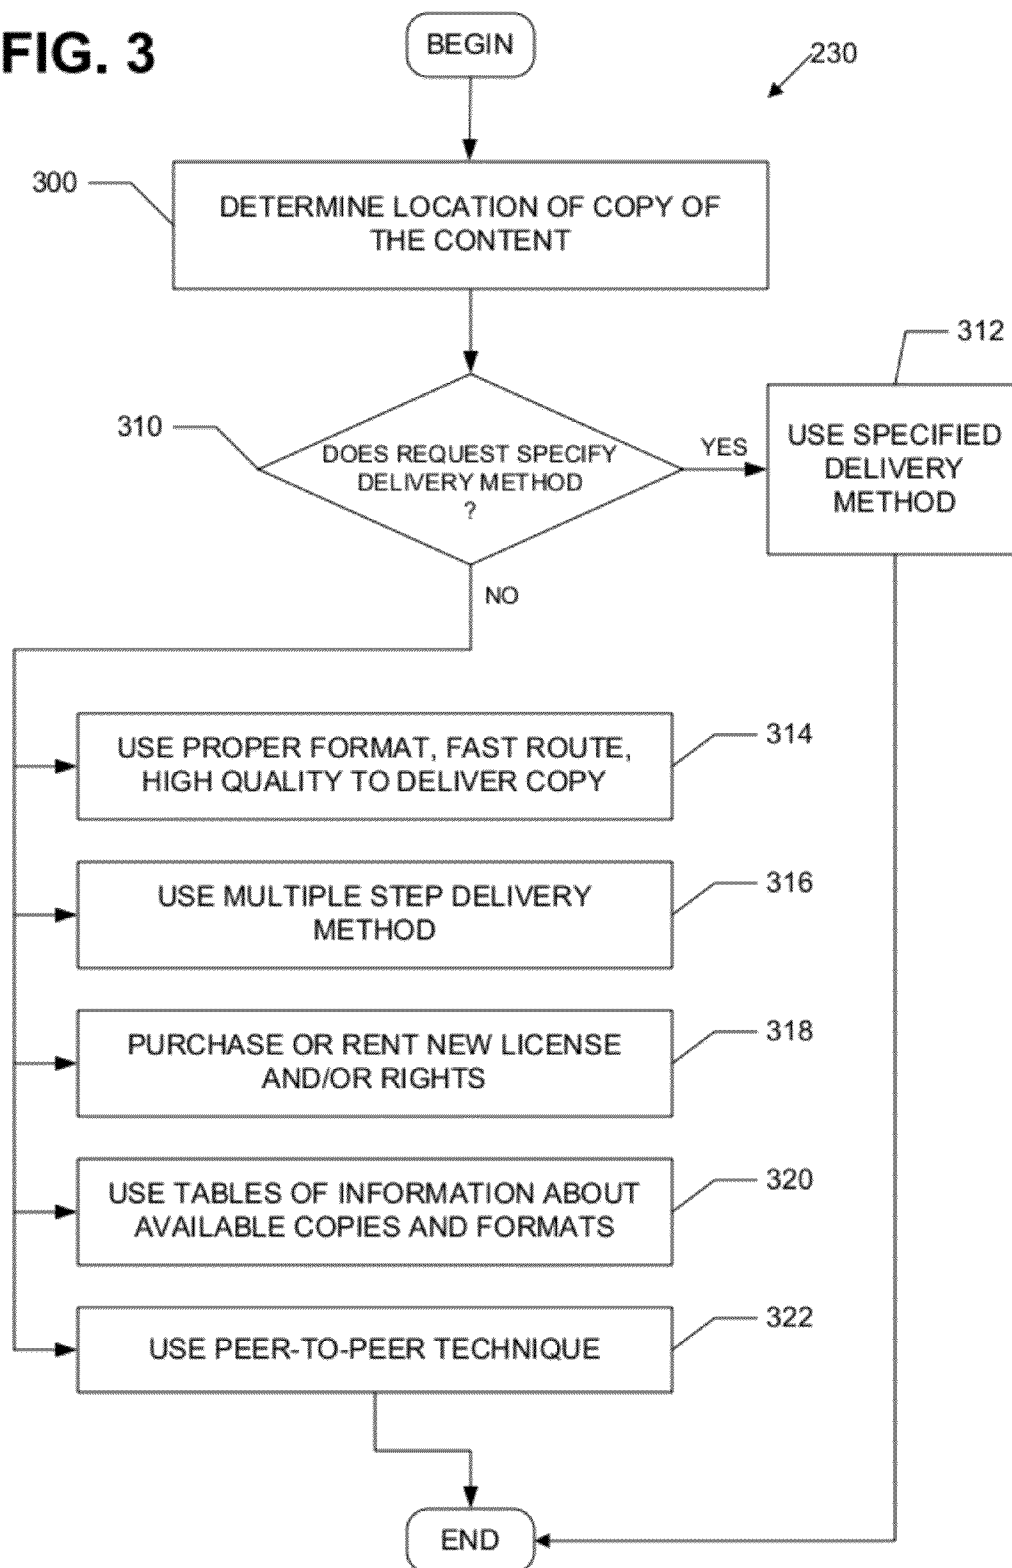 FIG. 3
BEGIN
230
300
DETERMINE LOCATION OF COPY OF
THE CONTENT
312
310
DOES REQUEST SPECIFY
DELIVERY METHOD
?
YES
USE SPECIFIED
DELIVERY
METHOD
NO
314
USE PROPER FORMAT, FAST ROUTE,
HIGH QUALITY TO DELIVER COPY
316
USE MULTIPLE STEP DELIVERY
METHOD
318
PURCHASE OR RENT NEW LICENSE
AND/OR RIGHTS
320
USE TABLES OF INFORMATION ABOUT
AVAILABLE COPIES AND FORMATS
322
USE PEER-TO-PEER TECHNIQUE
END